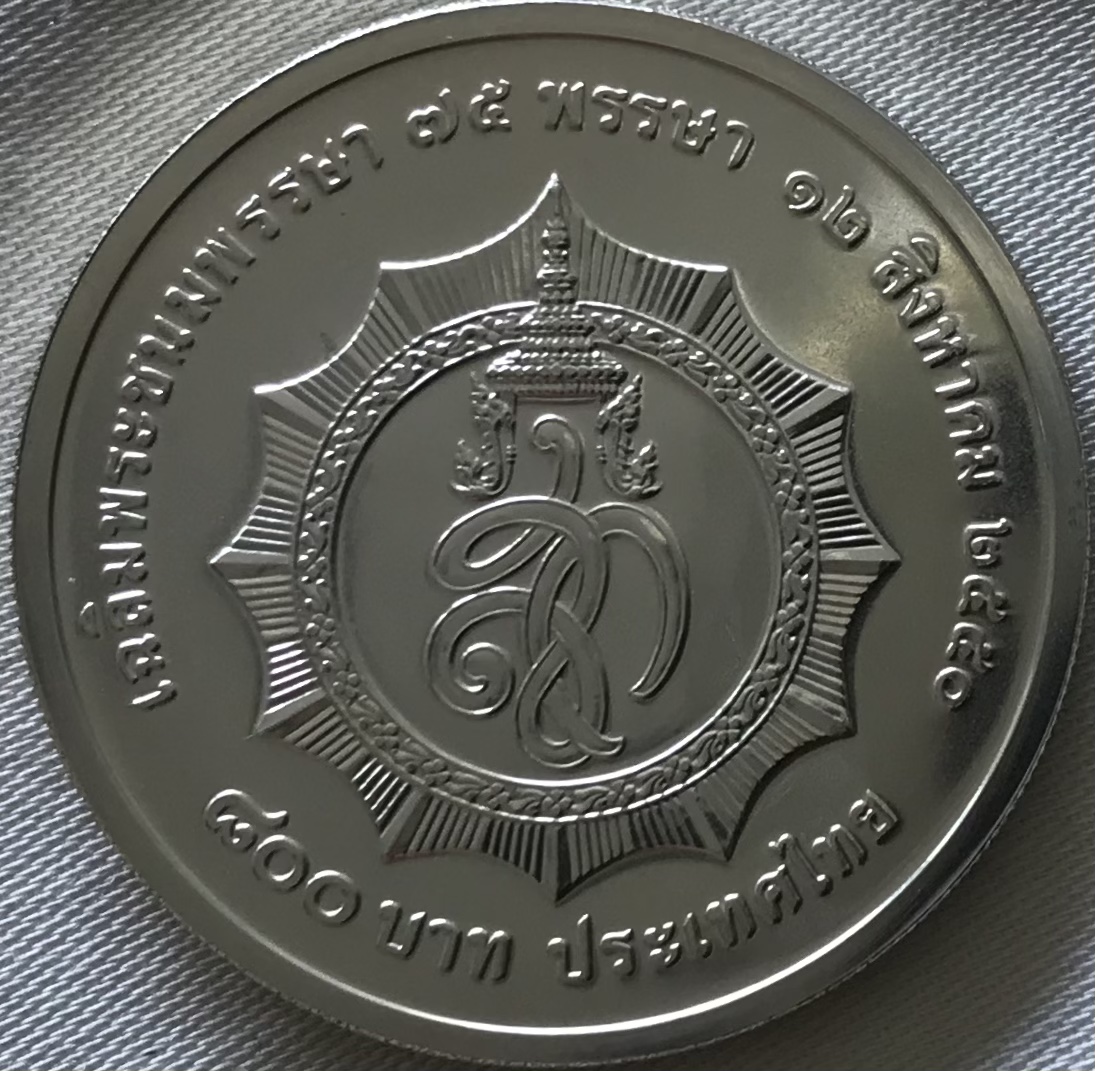 เฉลิมพระชนมพรรษา ๗๕ พรรษา ๑๒ สิงหาคม ๒๕๕๐
๘๐๐ บาท ประเทศไทย